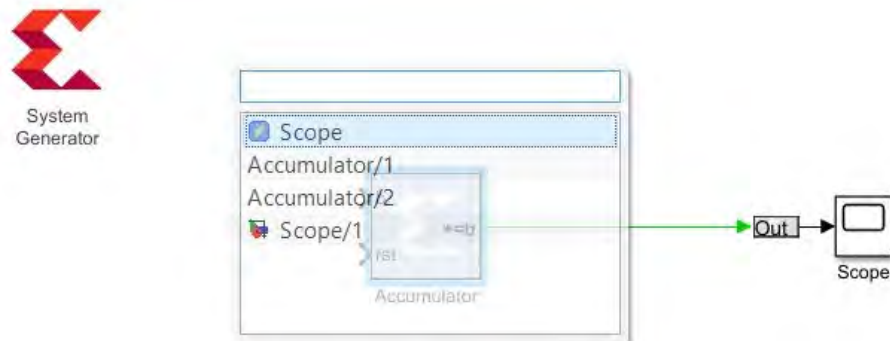 System
Generator
Scope
Accumulator/1
Accumulator/2
Scope/1
rst
Accumulator
Out
Scope